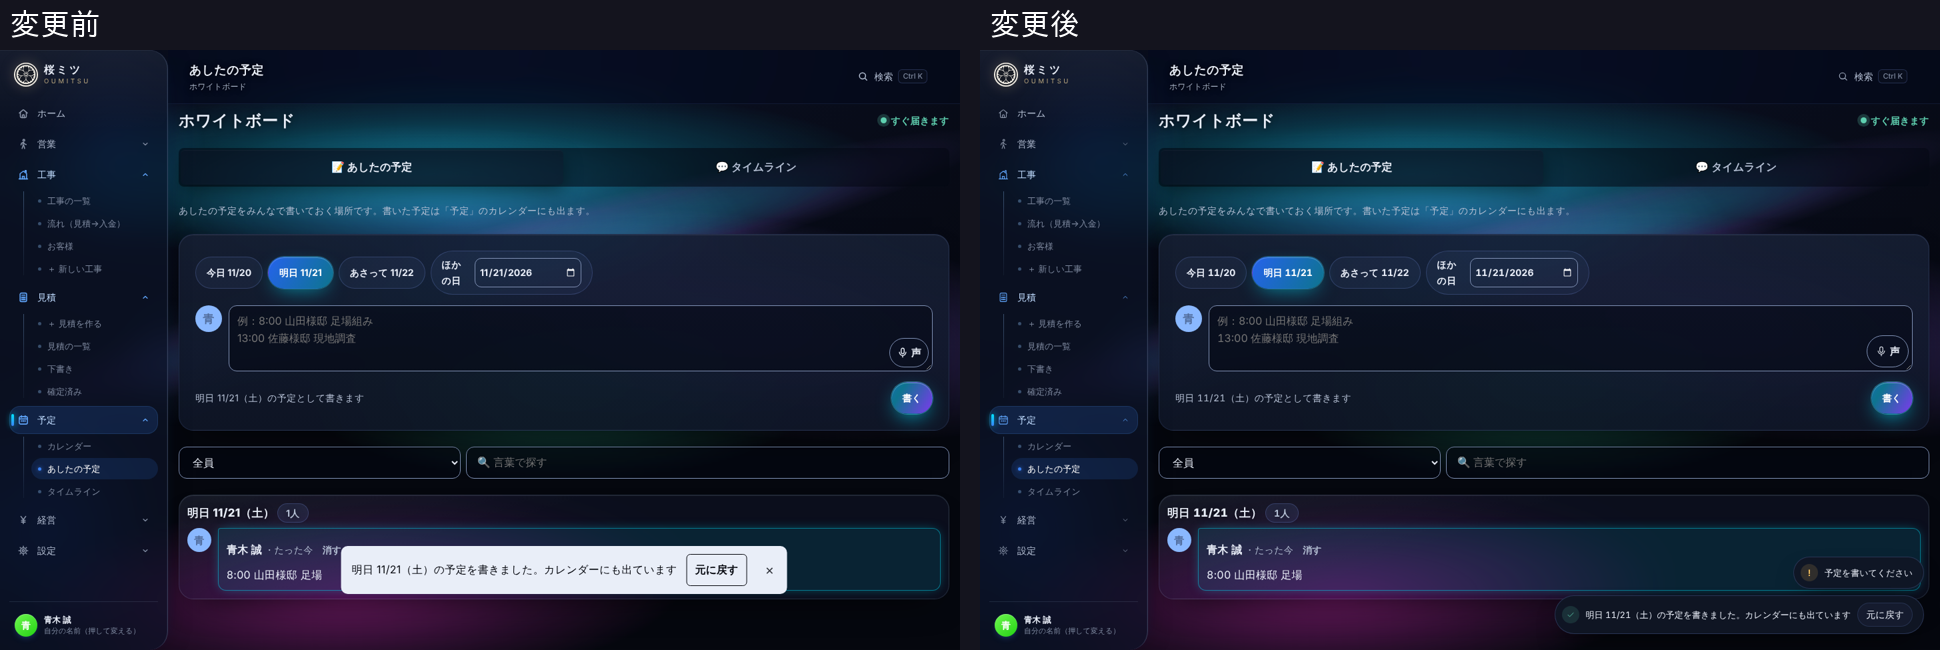 変更前
桜ミツ
OUMITSU
ホーム
営業
工事
工事の一覧
流れ（見積→入金）
お客様
＋ 新しい工事
見積
＋ 見積を作る
見積の一覧
下書き
確定済み
予定
カレンダー
あしたの予定
タイムライン
経営
設定
青
青木 誠
自分の名前（押して変える）
あしたの予定
ホワイトボード
検索 Ctrl K
ホワイトボード
すぐ届きます
📝 あしたの予定
💬 タイムライン
あしたの予定をみんなで書いておく場所です。書いた予定は「予定」のカレンダーにも出ます。
今日 11/20
明日 11/21
あさって 11/22
ほか
の日
11/21/2026
青
例：8:00 山田様邸 足場組み
13:00 佐藤様邸 現地調査
声
明日 11/21（土）の予定として書きます
書く
全員
🔍 言葉で探す
明日 11/21（土） 1人
青
青木 誠 ・たった今 消す
8:00 山田様邸 足場
明日 11/21（土）の予定を書きました。カレンダーにも出ています 元に戻す ×
変更後
桜ミツ
OUMITSU
ホーム
営業
工事
工事の一覧
流れ（見積→入金）
お客様
＋ 新しい工事
見積
＋ 見積を作る
見積の一覧
下書き
確定済み
予定
カレンダー
あしたの予定
タイムライン
経営
設定
青
青木 誠
自分の名前（押して変える）
あしたの予定
ホワイトボード
検索 Ctrl K
ホワイトボード
すぐ届きます
📝 あしたの予定
💬 タイムライン
あしたの予定をみんなで書いておく場所です。書いた予定は「予定」のカレンダーにも出ます。
今日 11/20
明日 11/21
あさって 11/22
ほか
の日
11/21/2026
青
例：8:00 山田様邸 足場組み
13:00 佐藤様邸 現地調査
声
明日 11/21（土）の予定として書きます
書く
全員
🔍 言葉で探す
明日 11/21（土） 1人
青
青木 誠 ・たった今 消す
8:00 山田様邸 足場
! 予定を書いてください
明日 11/21（土）の予定を書きました。カレンダーにも出ています 元に戻す